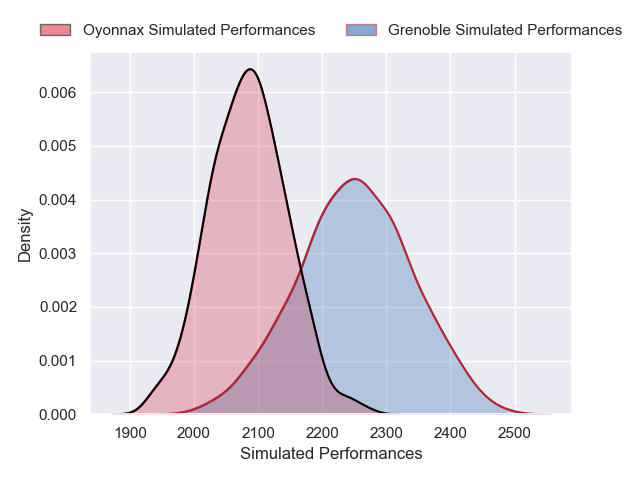 Oyonnax Simulated Performances
Grenoble Simulated Performances
0.006
0.005
0.004
0.003
0.002
0.001
0.000
Density
1900 2000 2100 2200 2300 2400 2500
Simulated Performances